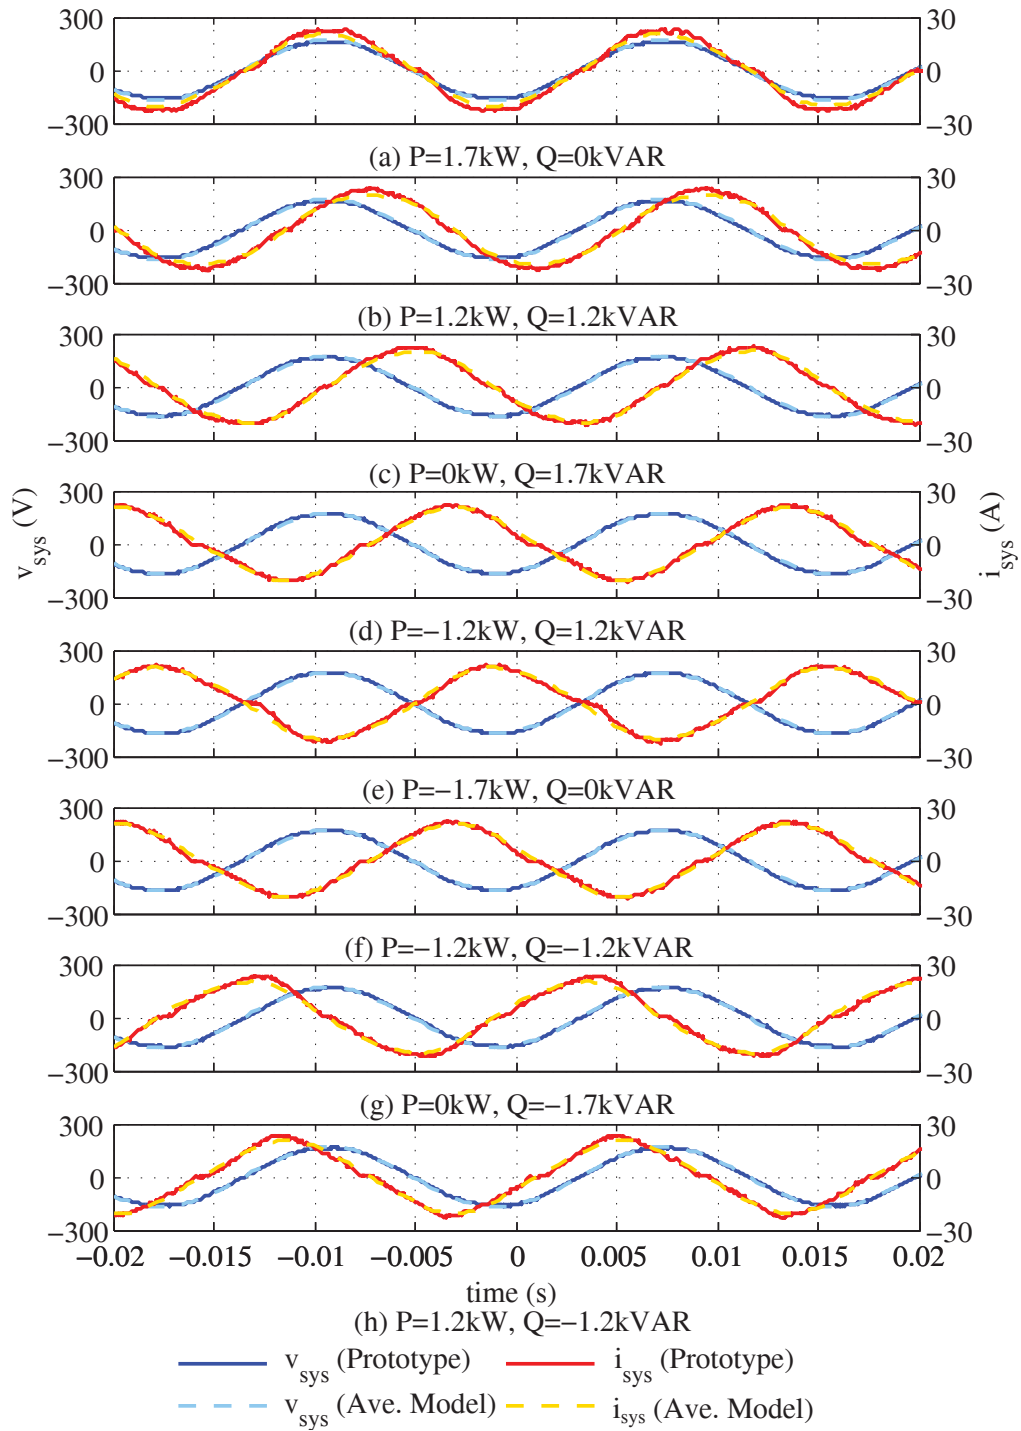 300 30
0 0
−300 −30
(a) P=1.7kW, Q=0kVAR
300 30
0 0
−300 −30
(b) P=1.2kW, Q=1.2kVAR
300 30
0 0
−300 −30
(c) P=0kW, Q=1.7kVAR
v_sys (V)
i_sys (A)
300 30
0 0
−300 −30
(d) P=−1.2kW, Q=1.2kVAR
300 30
0 0
−300 −30
(e) P=−1.7kW, Q=0kVAR
300 30
0 0
−300 −30
(f) P=−1.2kW, Q=−1.2kVAR
300 30
0 0
−300 −30
(g) P=0kW, Q=−1.7kVAR
300 30
0 0
−300 −30
−0.02 −0.015 −0.01 −0.005 0 0.005 0.01 0.015 0.02
time (s)
(h) P=1.2kW, Q=−1.2kVAR
v_sys (Prototype) i_sys (Prototype)
v_sys (Ave. Model) i_sys (Ave. Model)